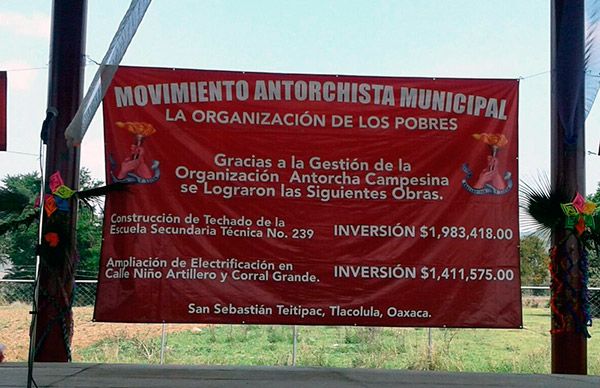 MOVIMIENTO ANTORCHISTA MUNICIPAL
LA ORGANIZACIÓN DE LOS POBRES
Gracias a la Gestión de la
Organización Antorcha Campesina
se Lograron las Siguientes Obras.
Construcción de Techado de la
Escuela Secundaria Técnica No. 239
INVERSIÓN $1,983,418.00
Ampliación de Electrificación en
Calle Niño Artillero y Corral Grande.
INVERSIÓN $1,411,575.00
San Sebastián Teitipac, Tlacolula, Oaxaca.